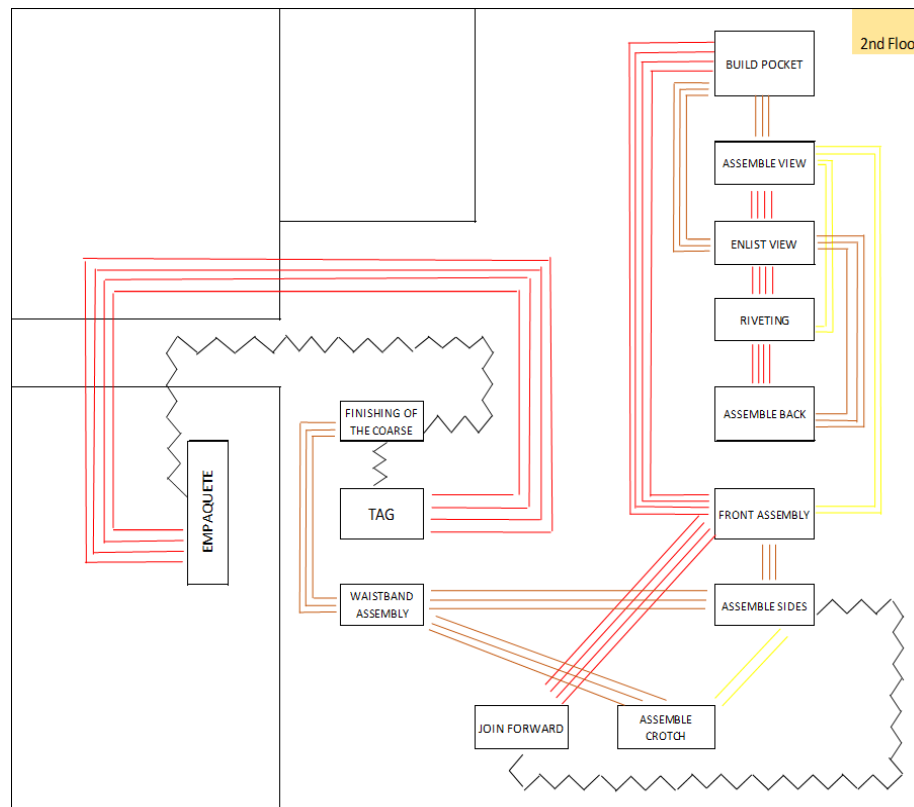 2nd Floo
BUILD POCKET
ASSEMBLE VIEW
ENLIST VIEW
RIVETING
ASSEMBLE BACK
FINISHING OF
THE COARSE
EMPAQUETE
TAG
FRONT ASSEMBLY
WAISTBAND
ASSEMBLY
ASSEMBLE SIDES
JOIN FORWARD
ASSEMBLE
CROTCH